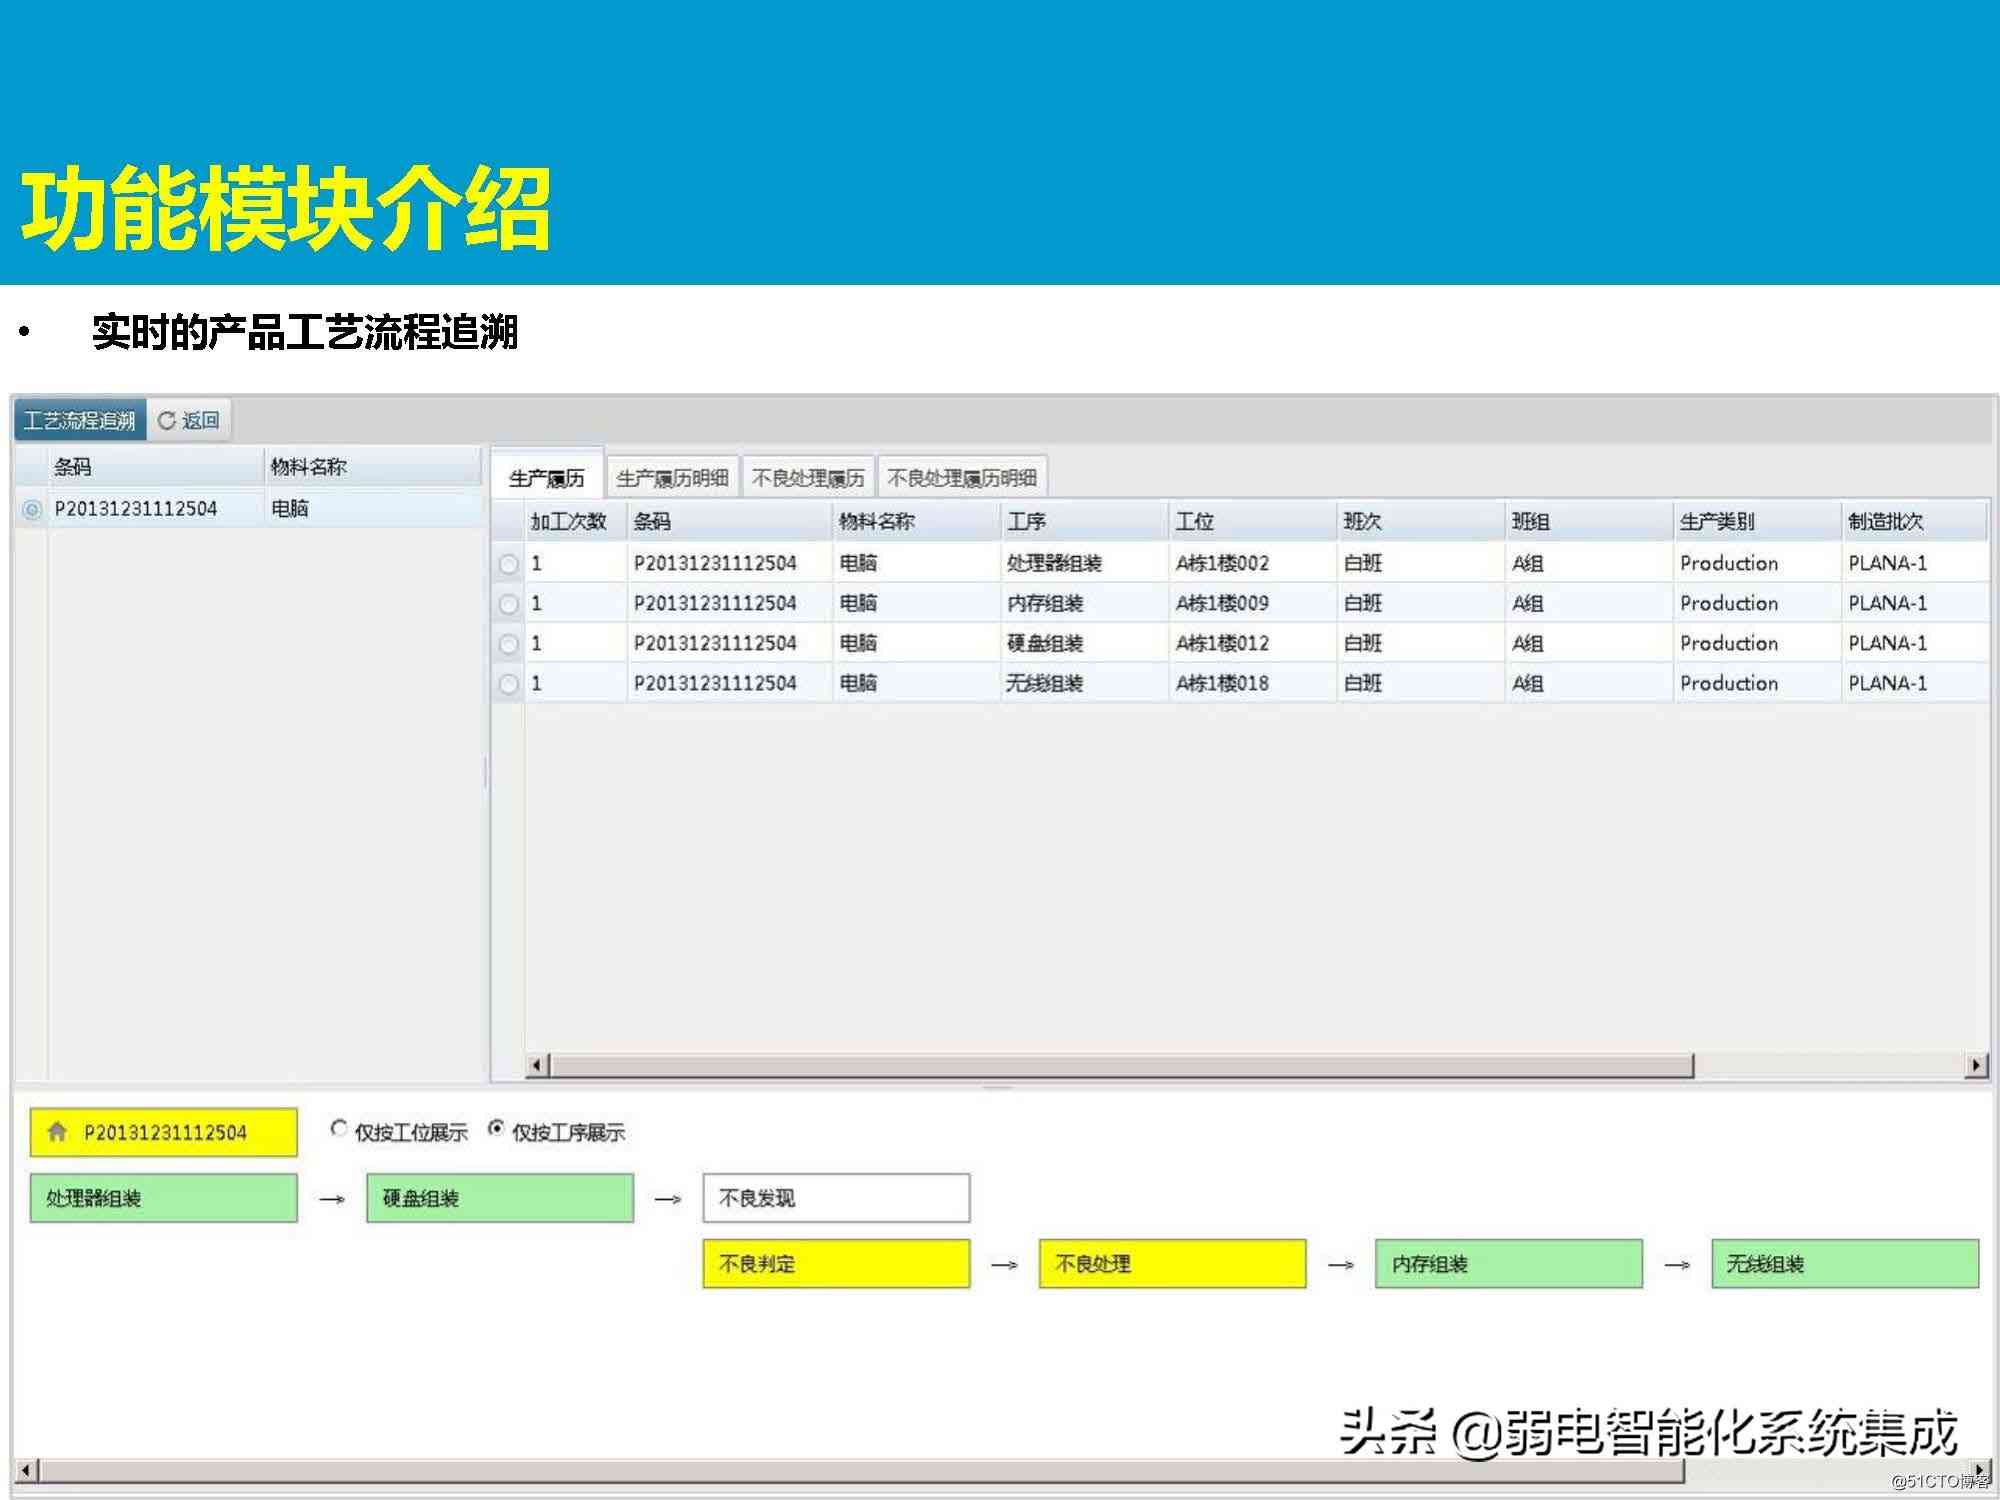 功能模块介绍
• 实时的产品工艺流程追溯
工艺流程追溯 返回
条码 物料名称
P20131231112504 电脑
生产履历 生产履历明细 不良处理履历 不良处理履历明细
加工次数 条码 物料名称 工序 工位 班次 班组 生产类别 制造批次
1 P20131231112504 电脑 处理器组装 A栋1楼002 白班 A组 Production PLANA-1
1 P20131231112504 电脑 内存组装 A栋1楼009 白班 A组 Production PLANA-1
1 P20131231112504 电脑 硬盘组装 A栋1楼012 白班 A组 Production PLANA-1
1 P20131231112504 电脑 无线组装 A栋1楼018 白班 A组 Production PLANA-1
P20131231112504 仅按工位展示 仅按工序展示
处理器组装 → 硬盘组装 → 不良发现
不良判定 → 不良处理 → 内存组装 → 无线组装
头条 @弱电智能化系统集成
@51CTO博客